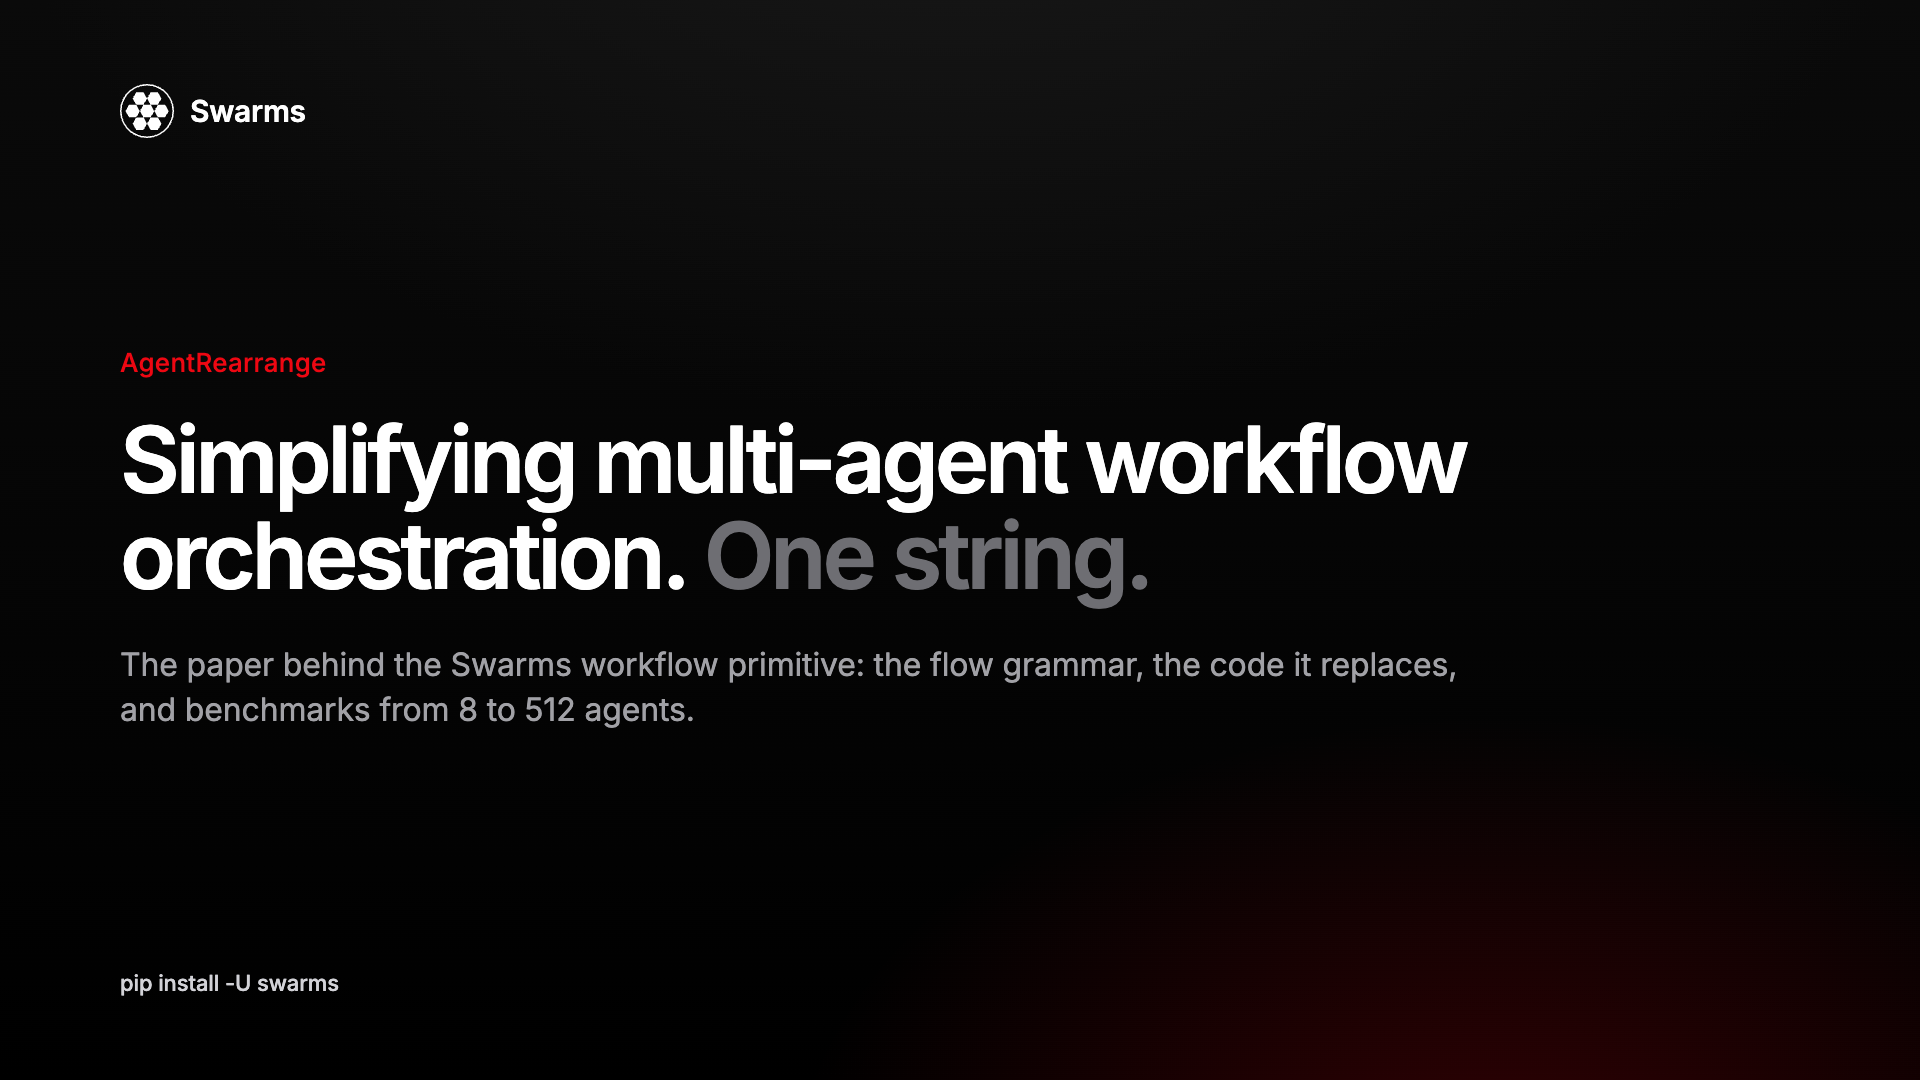 Swarms
AgentRearrange
Simplifying multi-agent workflow
orchestration. One string.
The paper behind the Swarms workflow primitive: the flow grammar, the code it replaces,
and benchmarks from 8 to 512 agents.
pip install -U swarms